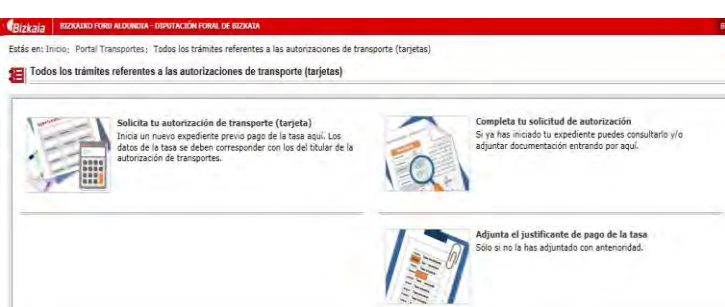 Bizkaia BIZKAIKO FORU ALDUNDIA - DIPUTACIÓN FORAL DE BIZKAIA
Estás en: Inicio; Portal Transportes; Todos los trámites referentes a las autorizaciones de transporte (tarjetas)
Todos los trámites referentes a las autorizaciones de transporte (tarjetas)
Solicita tu autorización de transporte (tarjeta)
Inicia un nuevo expediente previo pago de la tasa aquí. Los
datos de la tasa se deben corresponder con los del titular de la
autorización de transportes.
Completa tu solicitud de autorización
Si ya has iniciado tu expediente puedes consultarlo y/o
adjuntar documentación entrando por aquí.
Adjunta el justificante de pago de la tasa
Sólo si no la has adjuntado con anterioridad.